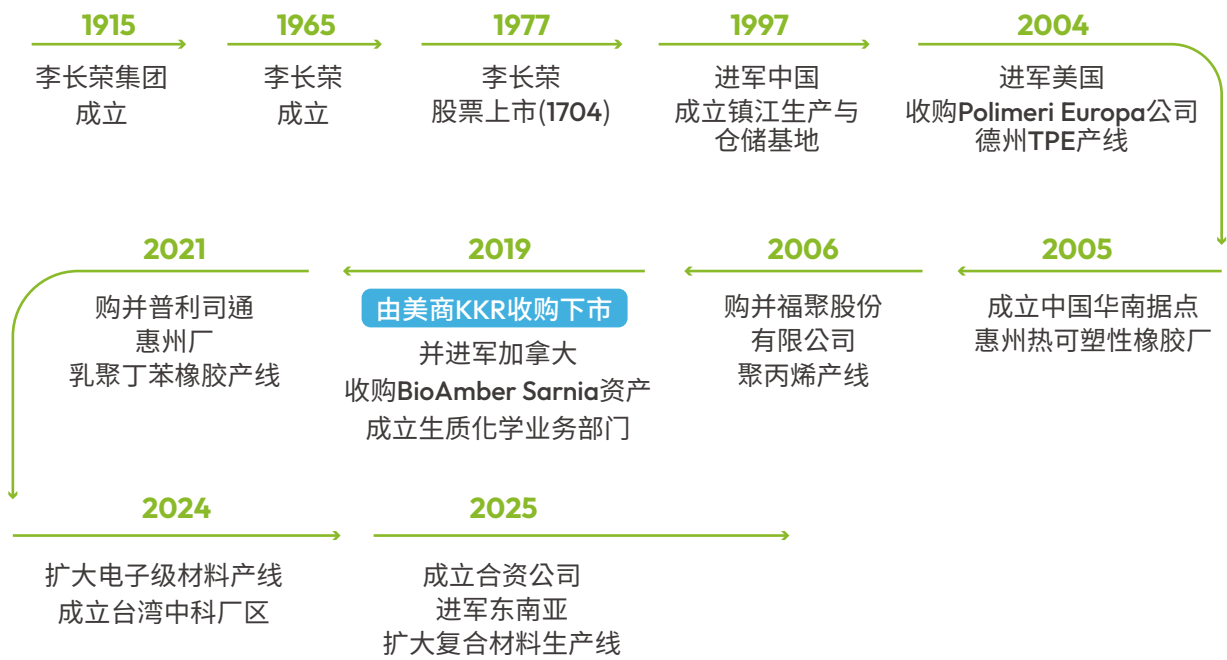 1915
李长荣集团
成立
1965
李长荣
成立
1977
李长荣
股票上市(1704)
1997
进军中国
成立镇江生产与
仓储基地
2004
进军美国
收购Polimeri Europa公司
德州TPE产线
2005
成立中国华南据点
惠州热可塑性橡胶厂
2006
购并福聚股份
有限公司
聚丙烯产线
2019
由美商KKR收购下市
并进军加拿大
收购BioAmber Sarnia资产
成立生质化学业务部门
2021
购并普利司通
惠州厂
乳聚丁苯橡胶产线
2024
扩大电子级材料产线
成立台湾中科厂区
2025
成立合资公司
进军东南亚
扩大复合材料生产线